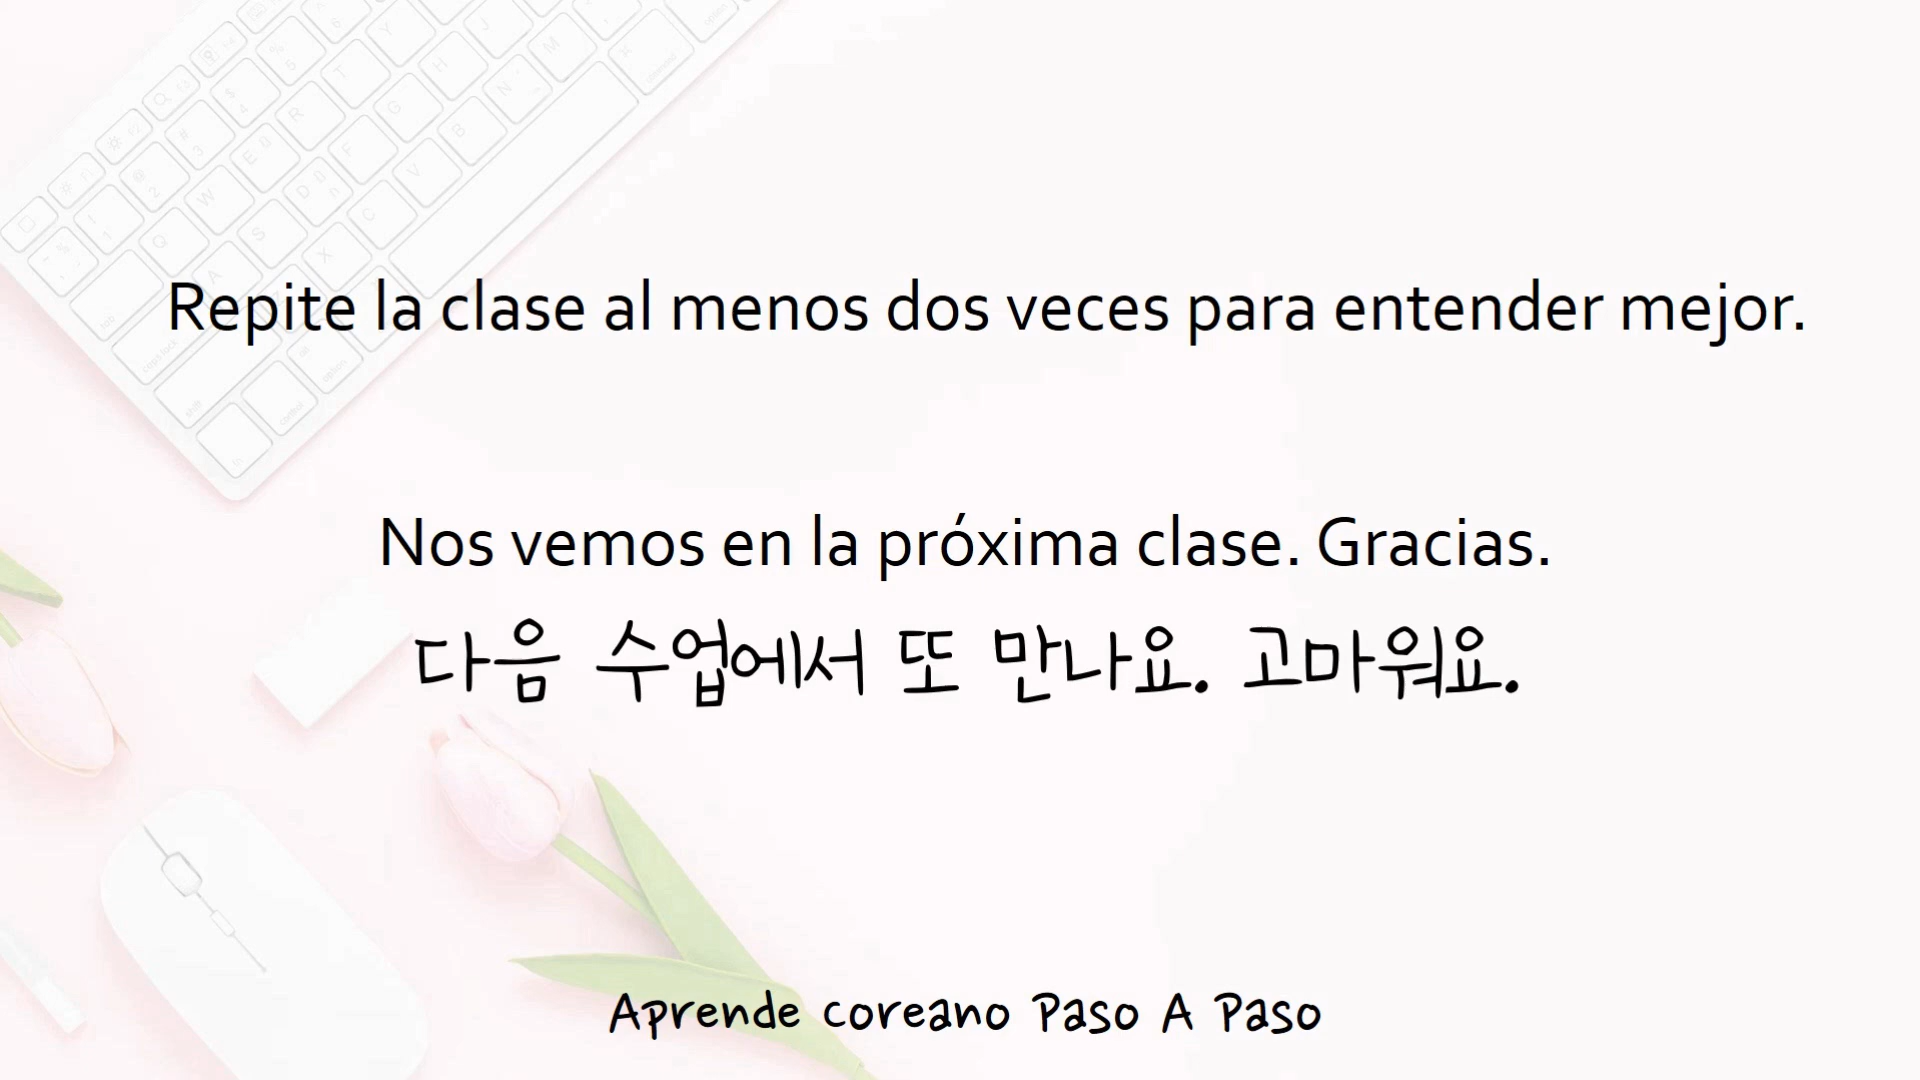 Repite la clase al menos dos veces para entender mejor.
Nos vemos en la próxima clase. Gracias.
다음 수업에서 또 만나요. 고마워요.
Aprende coreano Paso A Paso